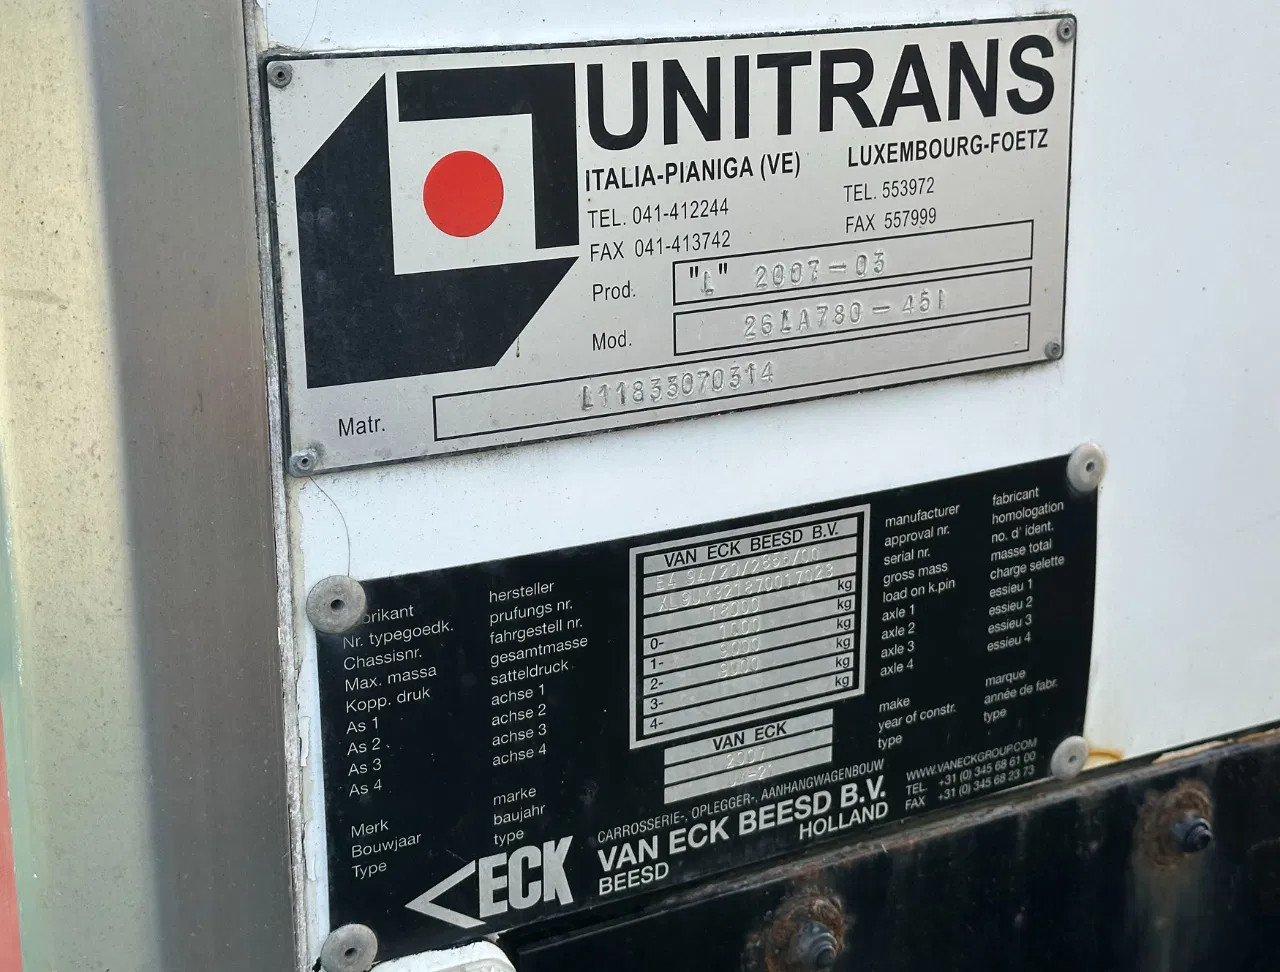 UNITRANS
ITALIA-PIANIGA (VE)
TEL. 041-412244
FAX 041-413742
LUXEMBOURG-FOETZ
TEL. 553972
FAX 557999
Prod. "L" 2007-03
Mod. 26LA780-451
Matr. L11833070314
Nr. typegoedk.
Chassisnr.
Max. massa
Kopp. druk
As 1
As 2
As 3
As 4
Merk
Bouwjaar
Type
hersteller
prufungs nr.
fahrgestell nr.
gesamtmasse
satteldruck
achse 1
achse 2
achse 3
achse 4
marke
baujahr
type
VAN ECK BEESD B.V.
18000 kg
0- kg
1- 9000 kg
2- 9000 kg
3- kg
4-
VAN ECK
2007
manufacturer
approval nr.
serial nr.
gross mass
load on k.pin
axle 1
axle 2
axle 3
axle 4
make
year of constr.
type
fabricant
homologation
no. d' ident.
masse total
charge selette
essieu 1
essieu 2
essieu 3
essieu 4
marque
année de fabr.
type
ECK
CARROSSERIE-, OPLEGGER-, AANHANGWAGENBOUW
VAN ECK BEESD B.V.
BEESD HOLLAND
WWW.VANECKGROUP.COM
TEL. +31 (0) 345 68 61 00
FAX +31 (0) 345 68 23 73